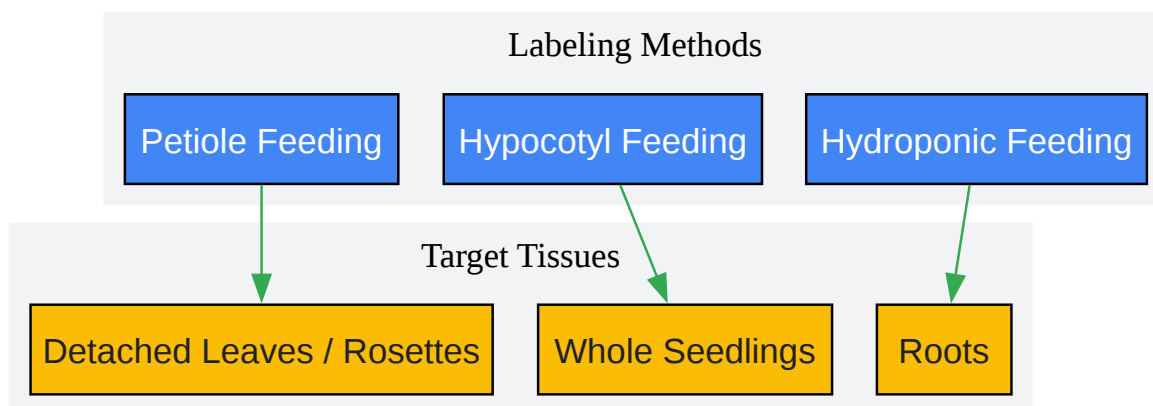 Labeling Methods
Petiole Feeding
Hypocotyl Feeding
Hydroponic Feeding
Target Tissues
Detached Leaves / Rosettes
Whole Seedlings
Roots